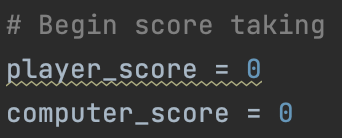 # Begin score taking
player_score = 0
computer_score = 0